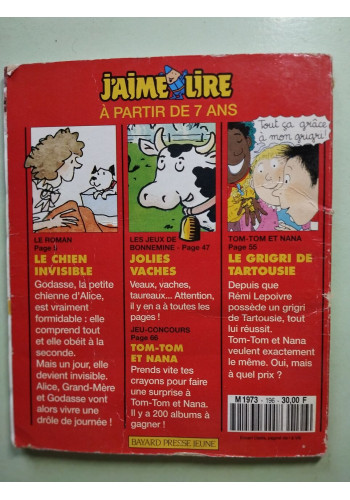 J'AIME LIRE
À PARTIR DE 7 ANS
Tout ça grâce
à mon grigri!
LE ROMAN
LE CHIEN
INVISIBLE
Godasse, la petite
chienne d'Alice,
est vraiment
formidable : elle
comprend tout
et elle obéit à la
seconde.
Mais un jour, elle
devient invisible.
Alice, Grand-Mère
et Godasse vont
alors vivre une
drôle de journée !
LES JEUX DE
BONNEMINE - Page 47
JOLIES
VACHES
Veaux, vaches,
taureaux... Attention,
il y en a à toutes les
pages !
JEU-CONCOURS
Page 66
TOM-TOM
ET NANA
Prends vite tes
crayons pour faire
une surprise à
Tom-Tom et Nana.
Il y a 200 albums à
gagner !
TOM-TOM ET NANA
LE GRIGRI DE
TARTOUSIE
Depuis que
Rémi Lepoivre
possède un grigri
de Tartousie, tout
lui réussit.
Tom-Tom et Nana
veulent exactement
le même. Oui, mais
à quel prix ?
M 1973 - 196 - 30,00 F
BAYARD PRESSE JEUNE